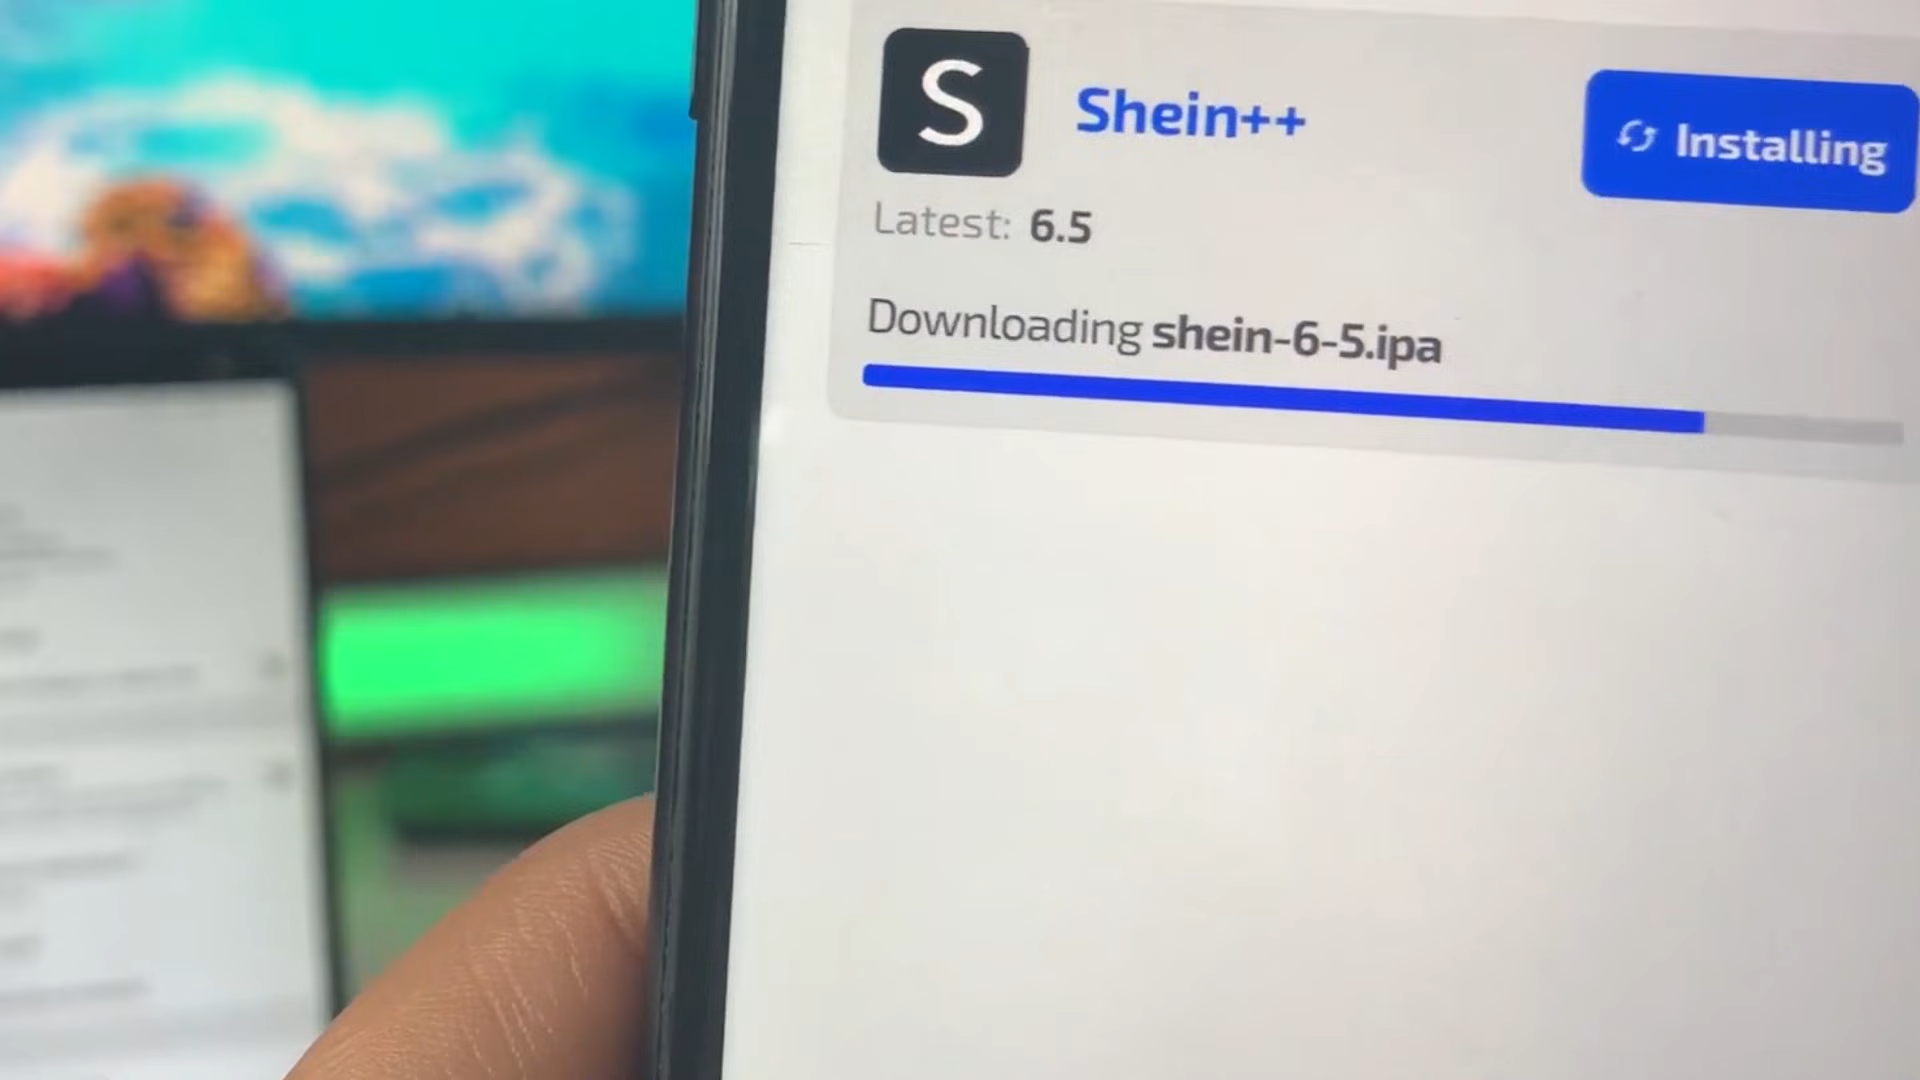 S
Shein++
Installing
Latest: 6.5
Downloading shein-6-5.ipa